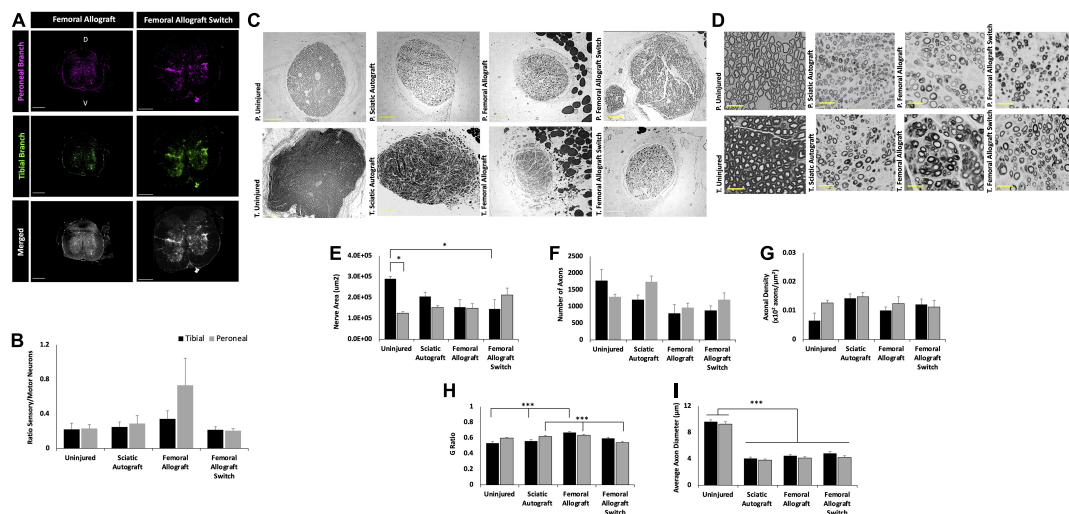 A
Femoral Allograft
Femoral Allograft Switch
Peroneal Branch
D
V
Tibial Branch
Merged
B
Tibial
Peroneal
Ratio Sensory/Motor Neurons
1.2
0.8
0.4
0
Uninjured
Sciatic
Autograft
Femoral
Allograft
Femoral
Allograft
Switch
C
P. Uninjured
P. Sciatic Autograft
P. Femoral Allograft
P. Femoral Allograft Switch
T. Uninjured
T. Sciatic Autograft
T. Femoral Allograft
T. Femoral Allograft Switch
D
P. Uninjured
P. Sciatic Autograft
P. Femoral Allograft
P. Femoral Allograft Switch
T. Uninjured
T. Sciatic Autograft
T. Femoral Allograft
T. Femoral Allograft Switch
E
Nerve Area (um2)
4.0E+05
3.0E+05
2.0E+05
1.0E+05
0.0E+00
*
*
Uninjured
Sciatic
Autograft
Femoral
Allograft
Femoral
Allograft
Switch
F
Number of Axons
2500
2000
1500
1000
500
0
Uninjured
Sciatic
Autograft
Femoral
Allograft
Femoral
Allograft
Switch
G
Axonal Density
(x10² axons/µm²)
0.03
0.02
0.01
0
Uninjured
Sciatic
Autograft
Femoral
Allograft
Femoral
Allograft
Switch
H
G Ratio
1
0.8
0.6
0.4
0.2
0
***
***
Uninjured
Sciatic
Autograft
Femoral
Allograft
Femoral
Allograft
Switch
I
Average Axon Diameter (µm)
12
8
4
0
***
Uninjured
Sciatic
Autograft
Femoral
Allograft
Femoral
Allograft
Switch